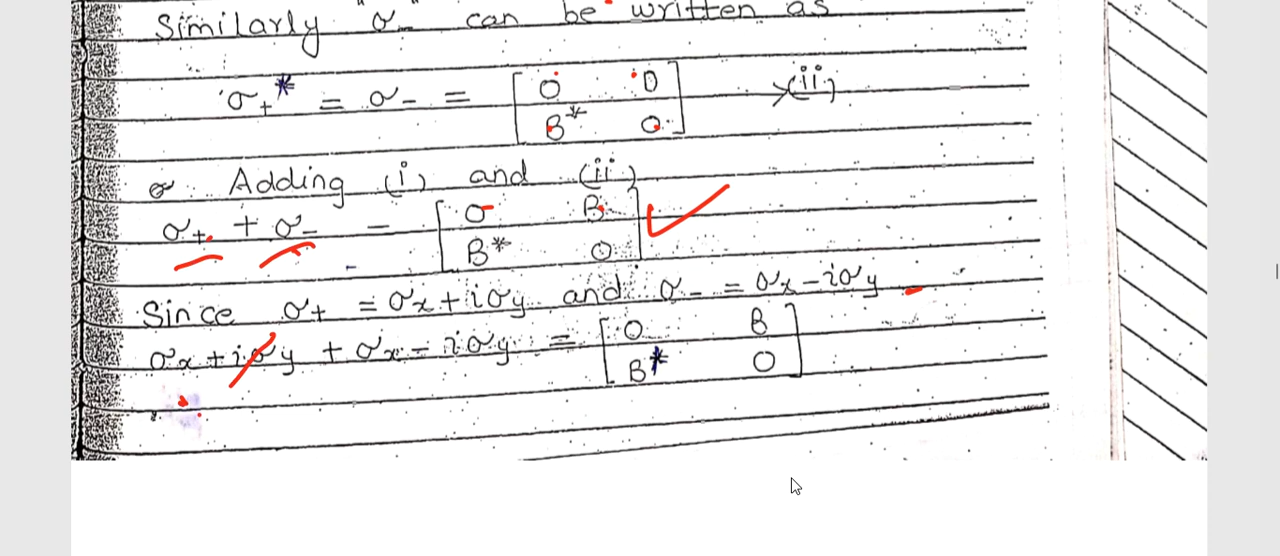 Similarly "σ₋" can be written as
σ₊* = σ₋ = [0 0
B* 0] →(ii)
Adding (i) and (ii)
σ₊ + σ₋ = [0 B
B* 0]
Since σ₊ = σx+iσy and σ₋ = σx-iσy
σx+iσy + σx-iσy = [0 B
B* 0]